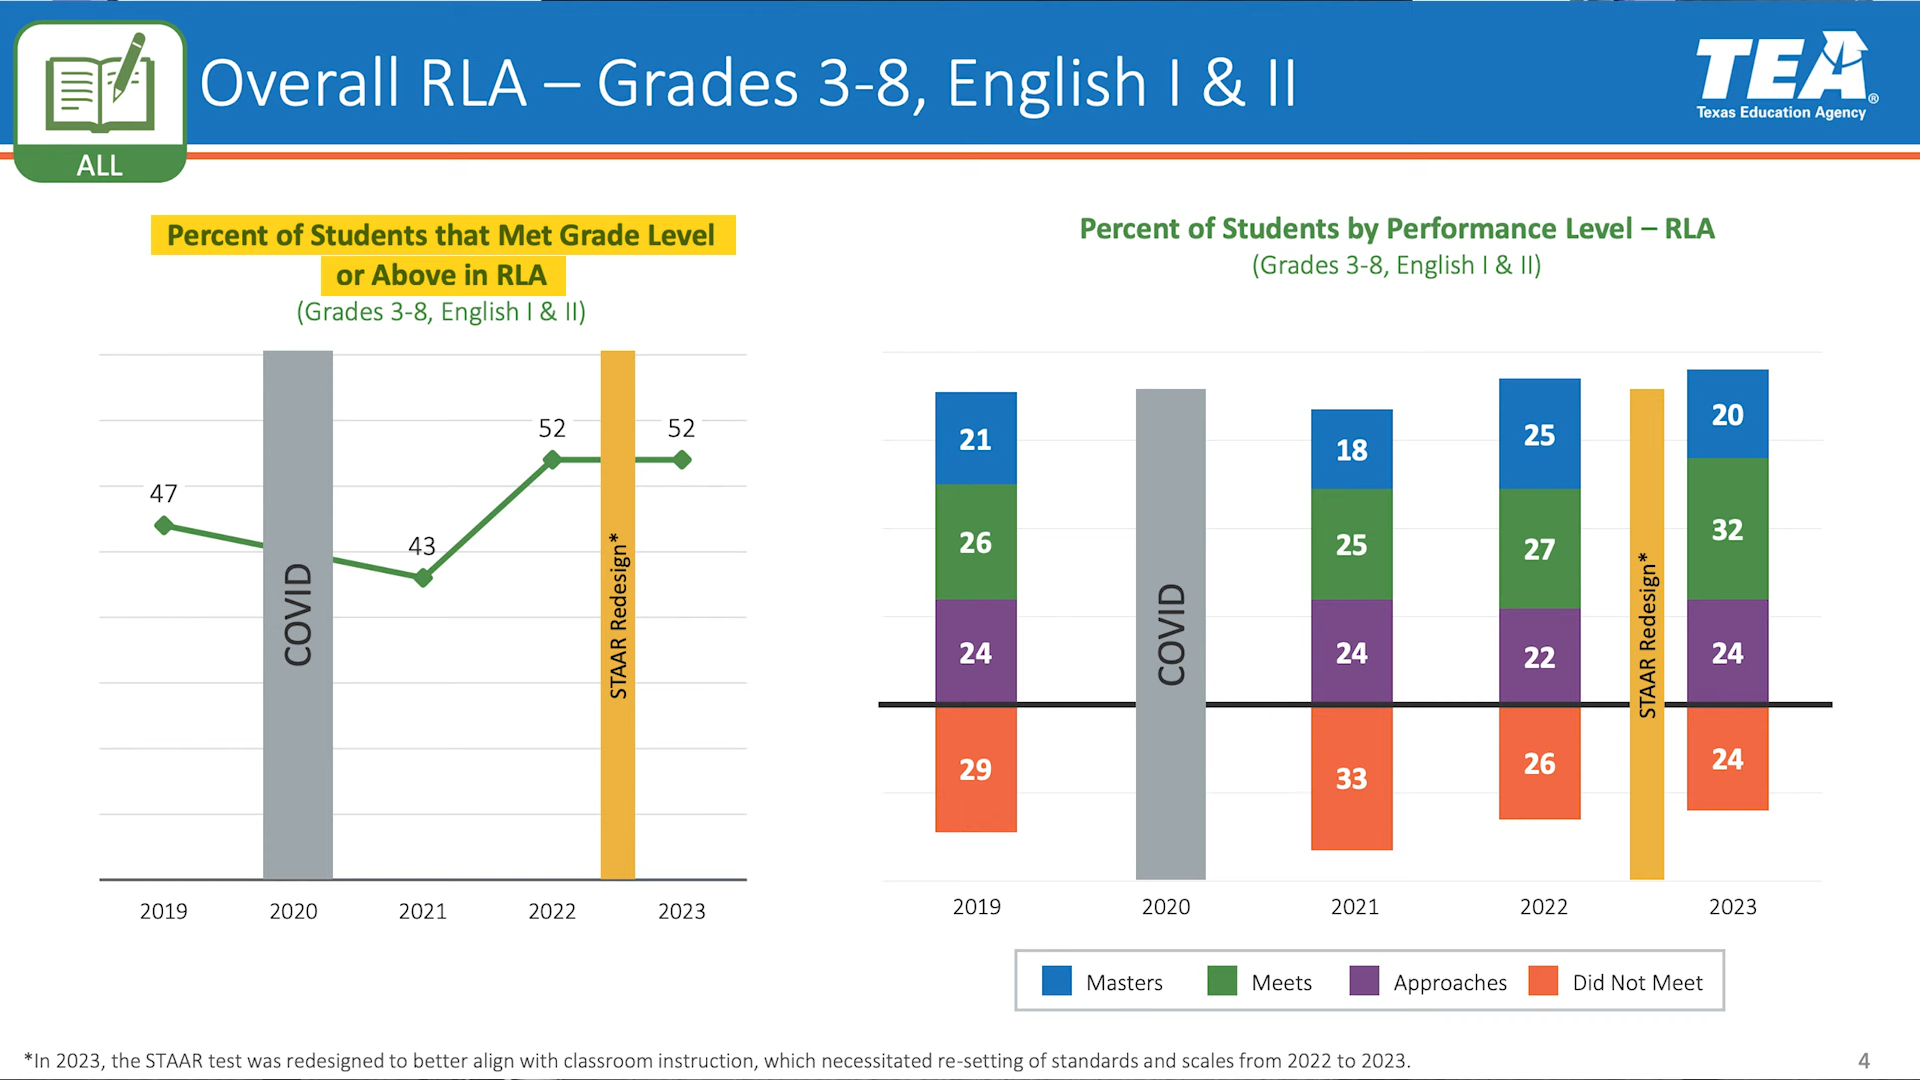 Overall RLA – Grades 3-8, English I & II
TEA®
Texas Education Agency
ALL
Percent of Students that Met Grade Level
or Above in RLA
(Grades 3-8, English I & II)
47
43
52
52
COVID
STAAR Redesign*
2019 2020 2021 2022 2023
Percent of Students by Performance Level – RLA
(Grades 3-8, English I & II)
21 18 25 20
26 25 27 32
24 24 22 24
29 33 26 24
COVID
STAAR Redesign*
2019 2020 2021 2022 2023
Masters Meets Approaches Did Not Meet
*In 2023, the STAAR test was redesigned to better align with classroom instruction, which necessitated re-setting of standards and scales from 2022 to 2023.
4